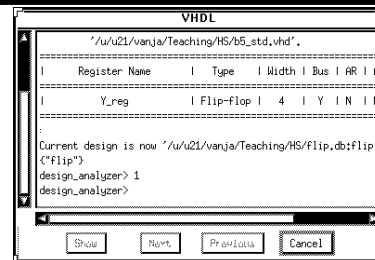 VHDL
'/u/u21/vanja/Teaching/HS/b5_std.vhd'.
===============================================
| Register Name | Type | Width | Bus | AR |
===============================================
| Y_reg | Flip-flop | 4 | Y | N |
===============================================
:
Current design is now '/u/u21/vanja/Teaching/HS/flip.db:flip
{"flip"}
design_analyzer> 1
design_analyzer>
Show Next Previous Cancel